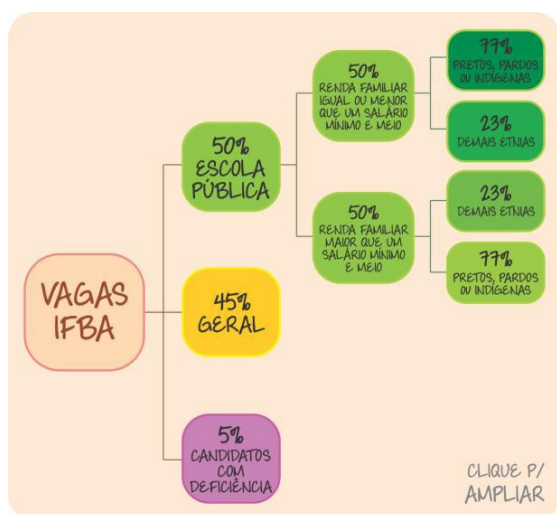 VAGAS
IFBA
50%
ESCOLA
PÚBLICA
50%
RENDA FAMILIAR
IGUAL OU MENOR
QUE UM SALÁRIO
MÍNIMO E MEIO
77%
PRETOS, PARDOS
OU INDÍGENAS
23%
DEMAIS ETNIAS
50%
RENDA FAMILIAR
MAIOR QUE UM
SALÁRIO MÍNIMO
E MEIO
23%
DEMAIS ETNIAS
77%
PRETOS, PARDOS
OU INDÍGENAS
45%
GERAL
5%
CANDIDATOS
COM
DEFICIÊNCIA
CLIQUE P/
AMPLIAR